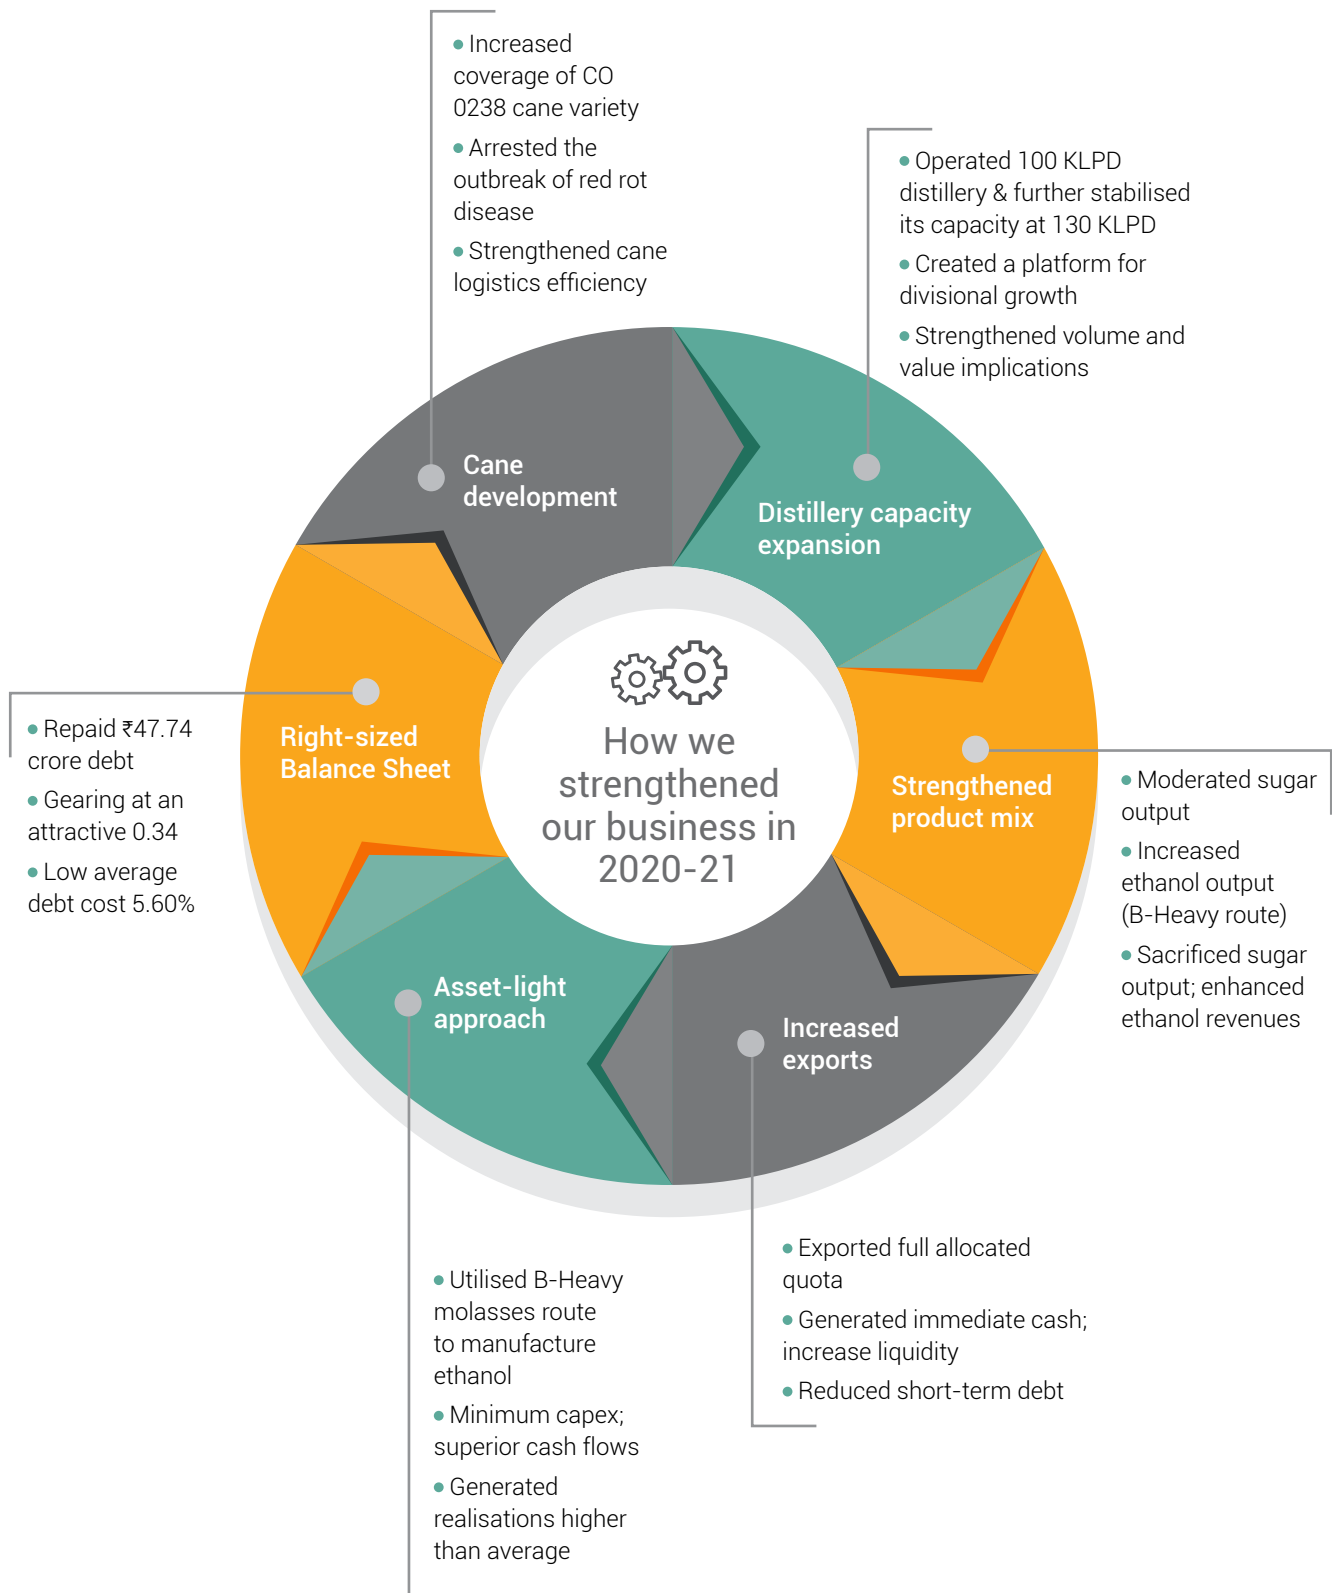 • Increased
coverage of CO
0238 cane variety
• Arrested the
outbreak of red rot
disease
• Strengthened cane
logistics efficiency
• Operated 100 KLPD
distillery & further stabilised
its capacity at 130 KLPD
• Created a platform for
divisional growth
• Strengthened volume and
value implications
Cane
development
Distillery capacity
expansion
How we
strengthened
our business in
2020-21
Right-sized
Balance Sheet
• Repaid ₹47.74
crore debt
• Gearing at an
attractive 0.34
• Low average
debt cost 5.60%
Strengthened
product mix
• Moderated sugar
output
• Increased
ethanol output
(B-Heavy route)
• Sacrificed sugar
output; enhanced
ethanol revenues
Asset-light
approach
Increased
exports
• Utilised B-Heavy
molasses route
to manufacture
ethanol
• Minimum capex;
superior cash flows
• Generated
realisations higher
than average
• Exported full allocated
quota
• Generated immediate cash;
increase liquidity
• Reduced short-term debt